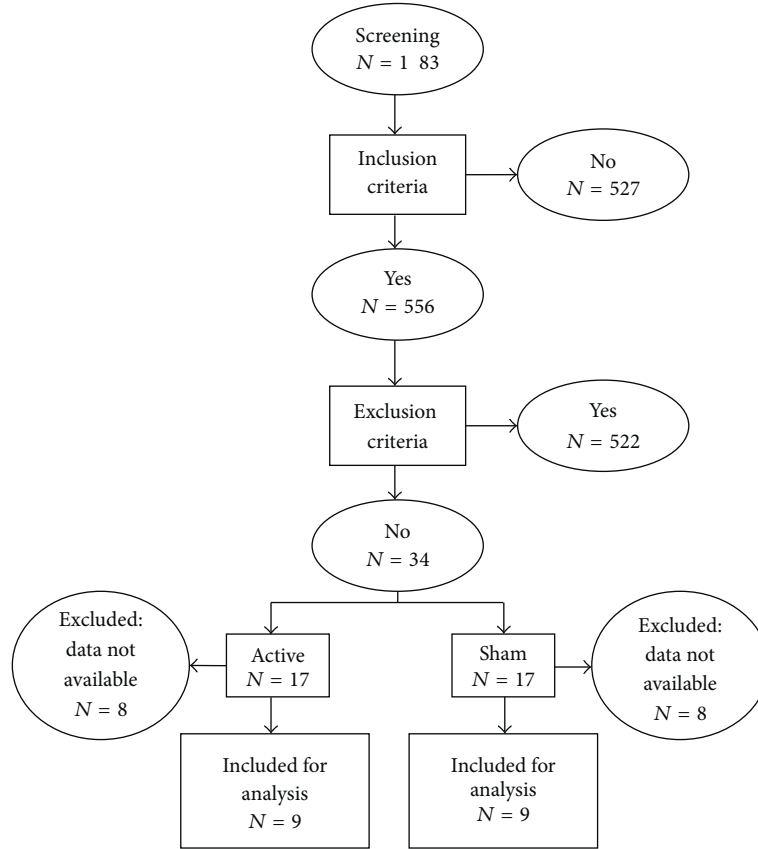 Screening
N = 1 83
Inclusion
criteria
No
N = 527
Yes
N = 556
Exclusion
criteria
Yes
N = 522
No
N = 34
Excluded:
data not
available
N = 8
Active
N = 17
Sham
N = 17
Excluded:
data not
available
N = 8
Included for
analysis
N = 9
Included for
analysis
N = 9